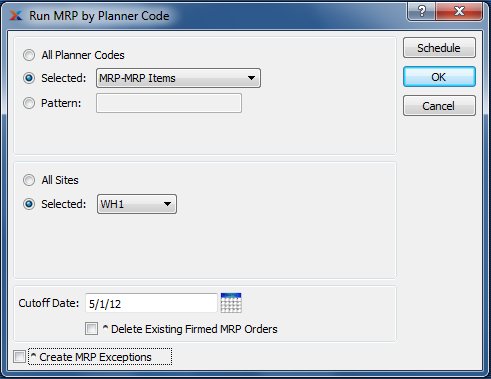 Run MRP by Planner Code
All Planner Codes
Selected: MRP-MRP Items
Pattern:
Schedule
OK
Cancel
All Sites
Selected: WH1
Cutoff Date: 5/1/12
^ Delete Existing Firmed MRP Orders
^ Create MRP Exceptions